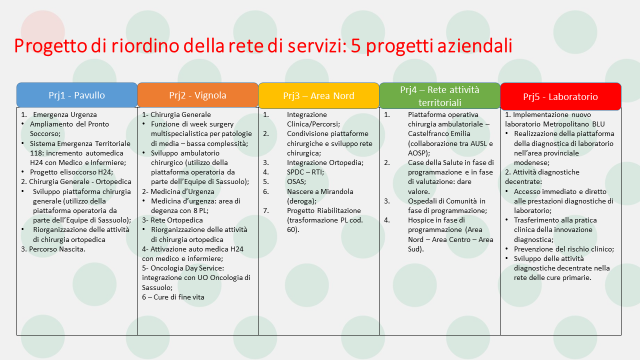 Progetto di riordino della rete di servizi: 5 progetti aziendali
Prj1 - Pavullo
1. Emergenza Urgenza
• Ampliamento del Pronto
Soccorso;
• Sistema Emergenza Territoriale
118: incremento automedica
H24 con Medico e Infermiere;
• Progetto elisoccorso H24;
2. Chirurgia Generale - Ortopedica
• Sviluppo piattaforma chirurgia
generale (utilizzo della
piattaforma operatoria da
parte dell'Equipe di Sassuolo);
• Riorganizzazione delle attività
di chirurgia ortopedica
3. Percorso Nascita.
Prj2 - Vignola
1- Chirurgia Generale
• Funzione di week surgery
multispecialistica per patologie
di media – bassa complessità;
• Sviluppo ambulatorio
chirurgico (utilizzo della
piattaforma operatoria da
parte dell'Equipe di Sassuolo);
2- Medicina d'Urgenza
• Medicina d'urgenza: area di
degenza con 8 PL;
3- Rete Ortopedica
• Riorganizzazione delle attività
di chirurgia ortopedica
4- Attivazione auto medica H24
con medico e infermiere;
5- Oncologia Day Service:
integrazione con UO Oncologia di
Sassuolo;
6 – Cure di fine vita
Prj3 – Area Nord
1. Integrazione
Clinica/Percorsi;
2. Condivisione piattaforme
chirurgiche e sviluppo rete
chirurgica;
3. Integrazione Ortopedia;
4. SPDC – RTI;
5. OSAS;
6. Nascere a Mirandola
(deroga);
7. Progetto Riabilitazione
(trasformazione PL cod.
60).
Prj4 – Rete attività
territoriali
1. Piattaforma operativa
chirurgia ambulatoriale –
Castelfranco Emilia
(collaborazione tra AUSL e
AOSP);
2. Case della Salute in fase di
programmazione e in fase
di valutazione: dare
valore.
3. Ospedali di Comunità in
fase di programmazione;
4. Hospice in fase di
programmazione (Area
Nord – Area Centro – Area
Sud).
Prj5 - Laboratorio
1. Implementazione nuovo
laboratorio Metropolitano BLU
• Realizzazione della piattaforma
della diagnostica di laboratorio
nell'area provinciale
modenese;
2. Attività diagnostiche
decentrate:
• Accesso immediato e diretto
alle prestazioni diagnostiche di
laboratorio;
• Trasferimento alla pratica
clinica della innovazione
diagnostica;
• Prevenzione del rischio clinico;
• Sviluppo delle attività
diagnostiche decentrate nella
rete delle cure primarie.